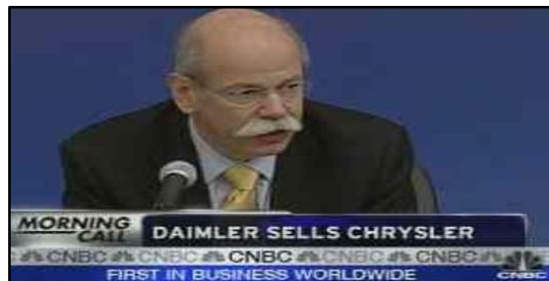 MORNING CALL
DAIMLER SELLS CHRYSLER
CNBC CNBC CNBC CNBC CNBC
FIRST IN BUSINESS WORLDWIDE
CNBC